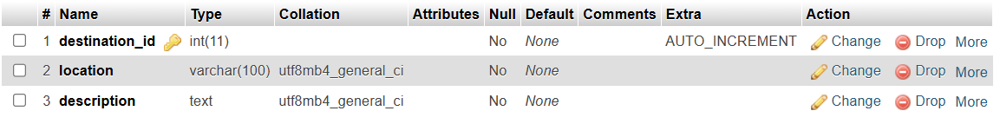 # Name Type Collation Attributes Null Default Comments Extra Action
1 destination_id int(11) No None AUTO_INCREMENT Change Drop More
2 location varchar(100) utf8mb4_general_ci No None Change Drop More
3 description text utf8mb4_general_ci No None Change Drop More